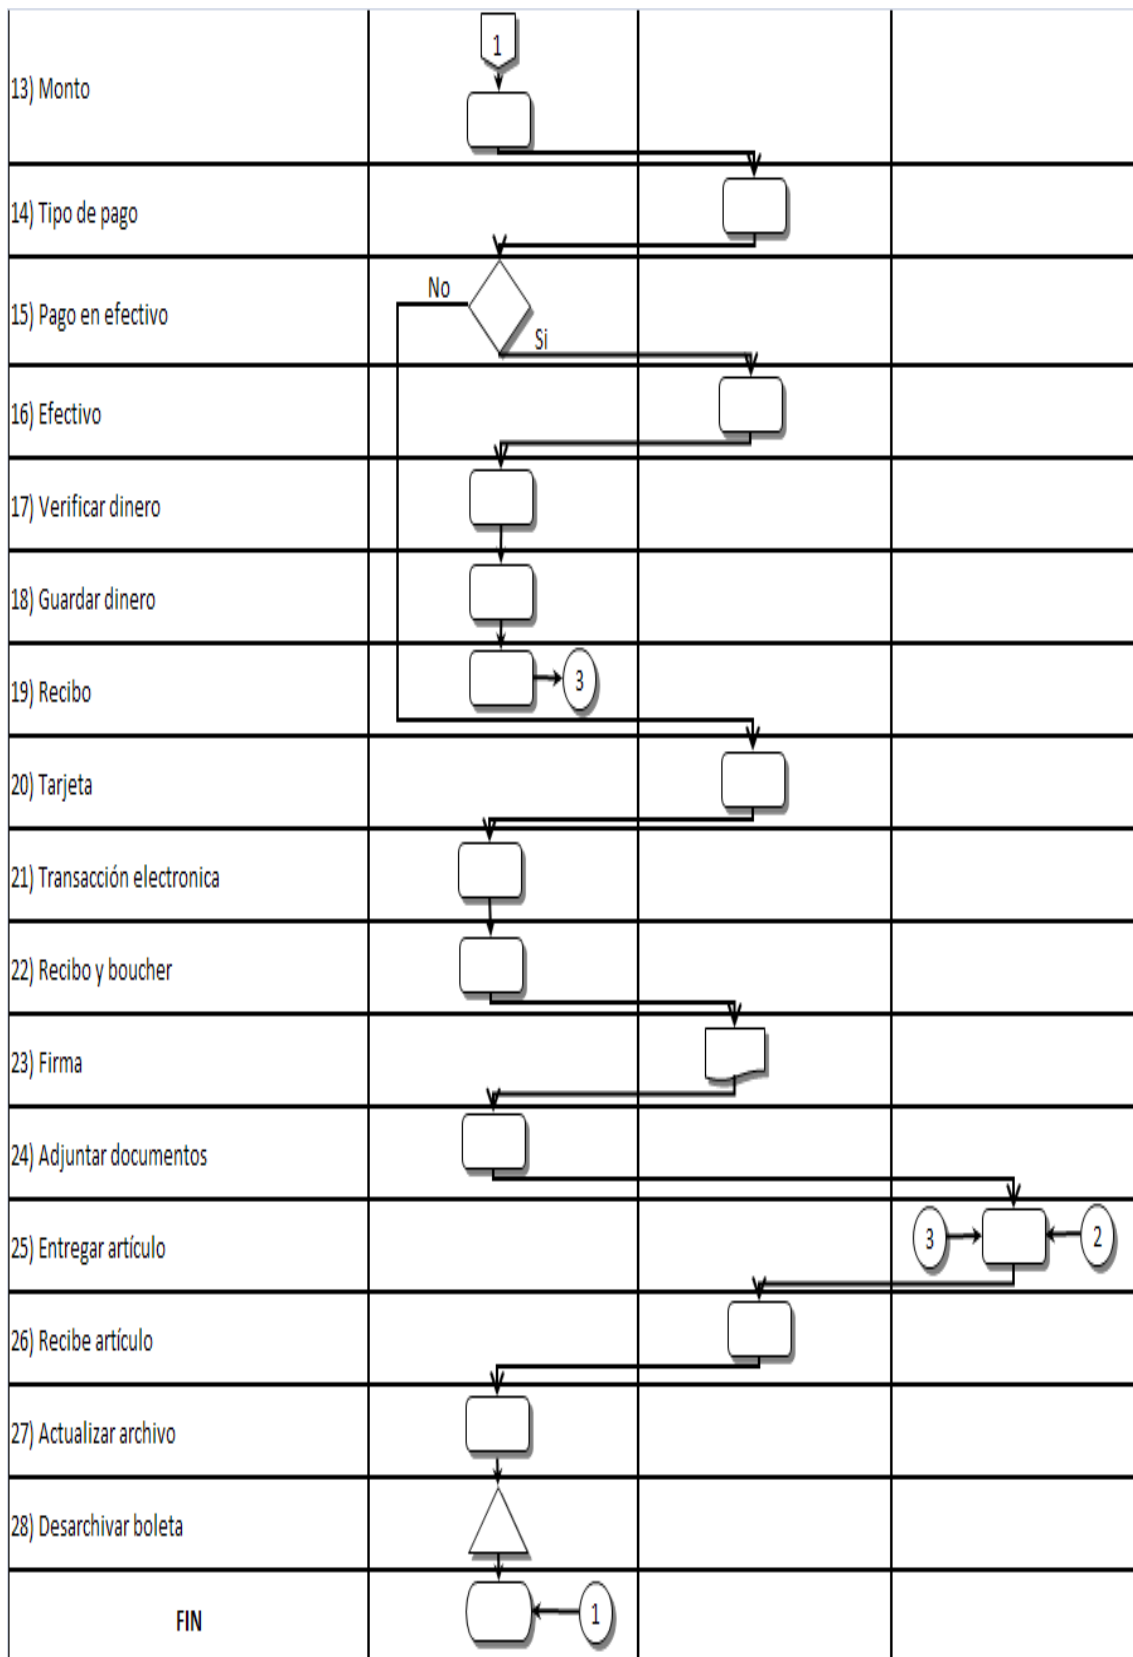 1
13) Monto
14) Tipo de pago
No
15) Pago en efectivo
Si
16) Efectivo
17) Verificar dinero
18) Guardar dinero
19) Recibo
3
20) Tarjeta
21) Transacción electronica
22) Recibo y boucher
23) Firma
24) Adjuntar documentos
25) Entregar artículo
3
2
26) Recibe artículo
27) Actualizar archivo
28) Desarchivar boleta
FIN
1